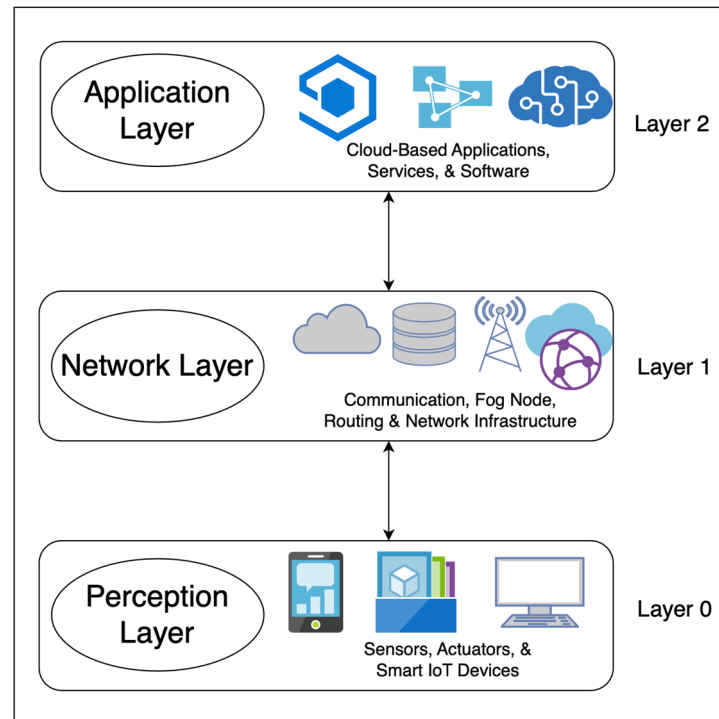 Application
Layer
Cloud-Based Applications,
Services, & Software
Layer 2
Network Layer
Communication, Fog Node,
Routing & Network Infrastructure
Layer 1
Perception
Layer
Sensors, Actuators, &
Smart IoT Devices
Layer 0